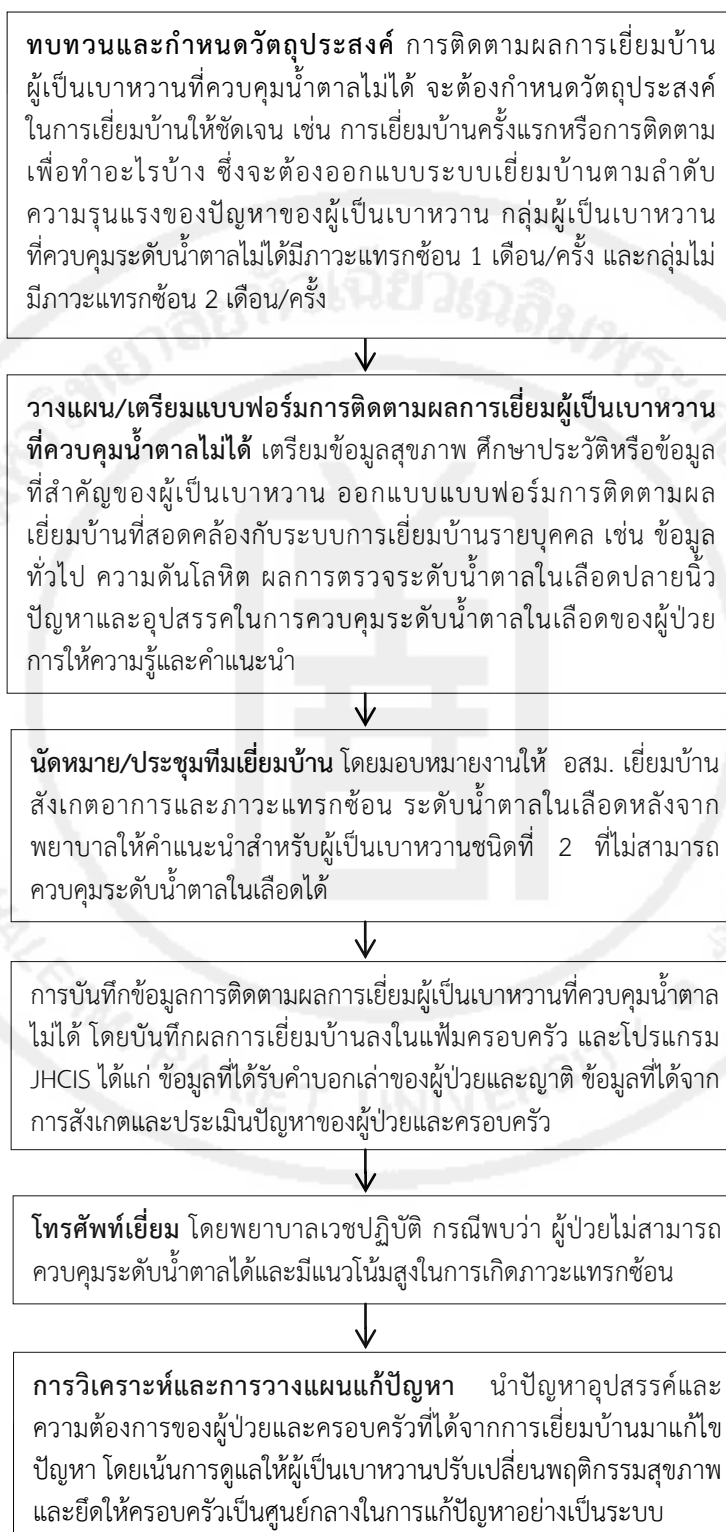 ทบทวนและกำหนดวัตถุประสงค์ การติดตามผลการเยี่ยมบ้าน
ผู้เป็นเบาหวานที่ควบคุมน้ำตาลไม่ได้ จะต้องกำหนดวัตถุประสงค์
ในการเยี่ยมบ้านให้ชัดเจน เช่น การเยี่ยมบ้านครั้งแรกหรือการติดตาม
เพื่อทำอะไรบ้าง ซึ่งจะต้องออกแบบระบบเยี่ยมบ้านตามลำดับ
ความรุนแรงของปัญหาของผู้เป็นเบาหวาน กลุ่มผู้เป็นเบาหวาน
ที่ควบคุมระดับน้ำตาลไม่ได้มีภาวะแทรกซ้อน 1 เดือน/ครั้ง และกลุ่มไม่
มีภาวะแทรกซ้อน 2 เดือน/ครั้ง
วางแผน/เตรียมแบบฟอร์มการติดตามผลการเยี่ยมผู้เป็นเบาหวาน
ที่ควบคุมน้ำตาลไม่ได้ เตรียมข้อมูลสุขภาพ ศึกษาประวัติหรือข้อมูล
ที่สำคัญของผู้เป็นเบาหวาน ออกแบบแบบฟอร์มการติดตามผล
เยี่ยมบ้านที่สอดคล้องกับระบบการเยี่ยมบ้านรายบุคคล เช่น ข้อมูล
ทั่วไป ความดันโลหิต ผลการตรวจระดับน้ำตาลในเลือดปลายนิ้ว
ปัญหาและอุปสรรคในการควบคุมระดับน้ำตาลในเลือดของผู้ป่วย
การให้ความรู้และคำแนะนำ
นัดหมาย/ประชุมทีมเยี่ยมบ้าน โดยมอบหมายงานให้ อสม. เยี่ยมบ้าน
สังเกตอาการและภาวะแทรกซ้อน ระดับน้ำตาลในเลือดหลังจาก
พยาบาลให้คำแนะนำสำหรับผู้เป็นเบาหวานชนิดที่ 2 ที่ไม่สามารถ
ควบคุมระดับน้ำตาลในเลือดได้
การบันทึกข้อมูลการติดตามผลการเยี่ยมผู้เป็นเบาหวานที่ควบคุมน้ำตาล
ไม่ได้ โดยบันทึกผลการเยี่ยมบ้านลงในแฟ้มครอบครัว และโปรแกรม
JHCIS ได้แก่ ข้อมูลที่ได้รับคำบอกเล่าของผู้ป่วยและญาติ ข้อมูลที่ได้จาก
การสังเกตและประเมินปัญหาของผู้ป่วยและครอบครัว
โทรศัพท์เยี่ยม โดยพยาบาลเวชปฏิบัติ กรณีพบว่า ผู้ป่วยไม่สามารถ
ควบคุมระดับน้ำตาลได้และมีแนวโน้มสูงในการเกิดภาวะแทรกซ้อน
การวิเคราะห์และการวางแผนแก้ปัญหา นำปัญหาอุปสรรค์และ
ความต้องการของผู้ป่วยและครอบครัวที่ได้จากการเยี่ยมบ้านมาแก้ไข
ปัญหา โดยเน้นการดูแลให้ผู้เป็นเบาหวานปรับเปลี่ยนพฤติกรรมสุขภาพ
และยึดให้ครอบครัวเป็นศูนย์กลางในการแก้ปัญหาอย่างเป็นระบบ